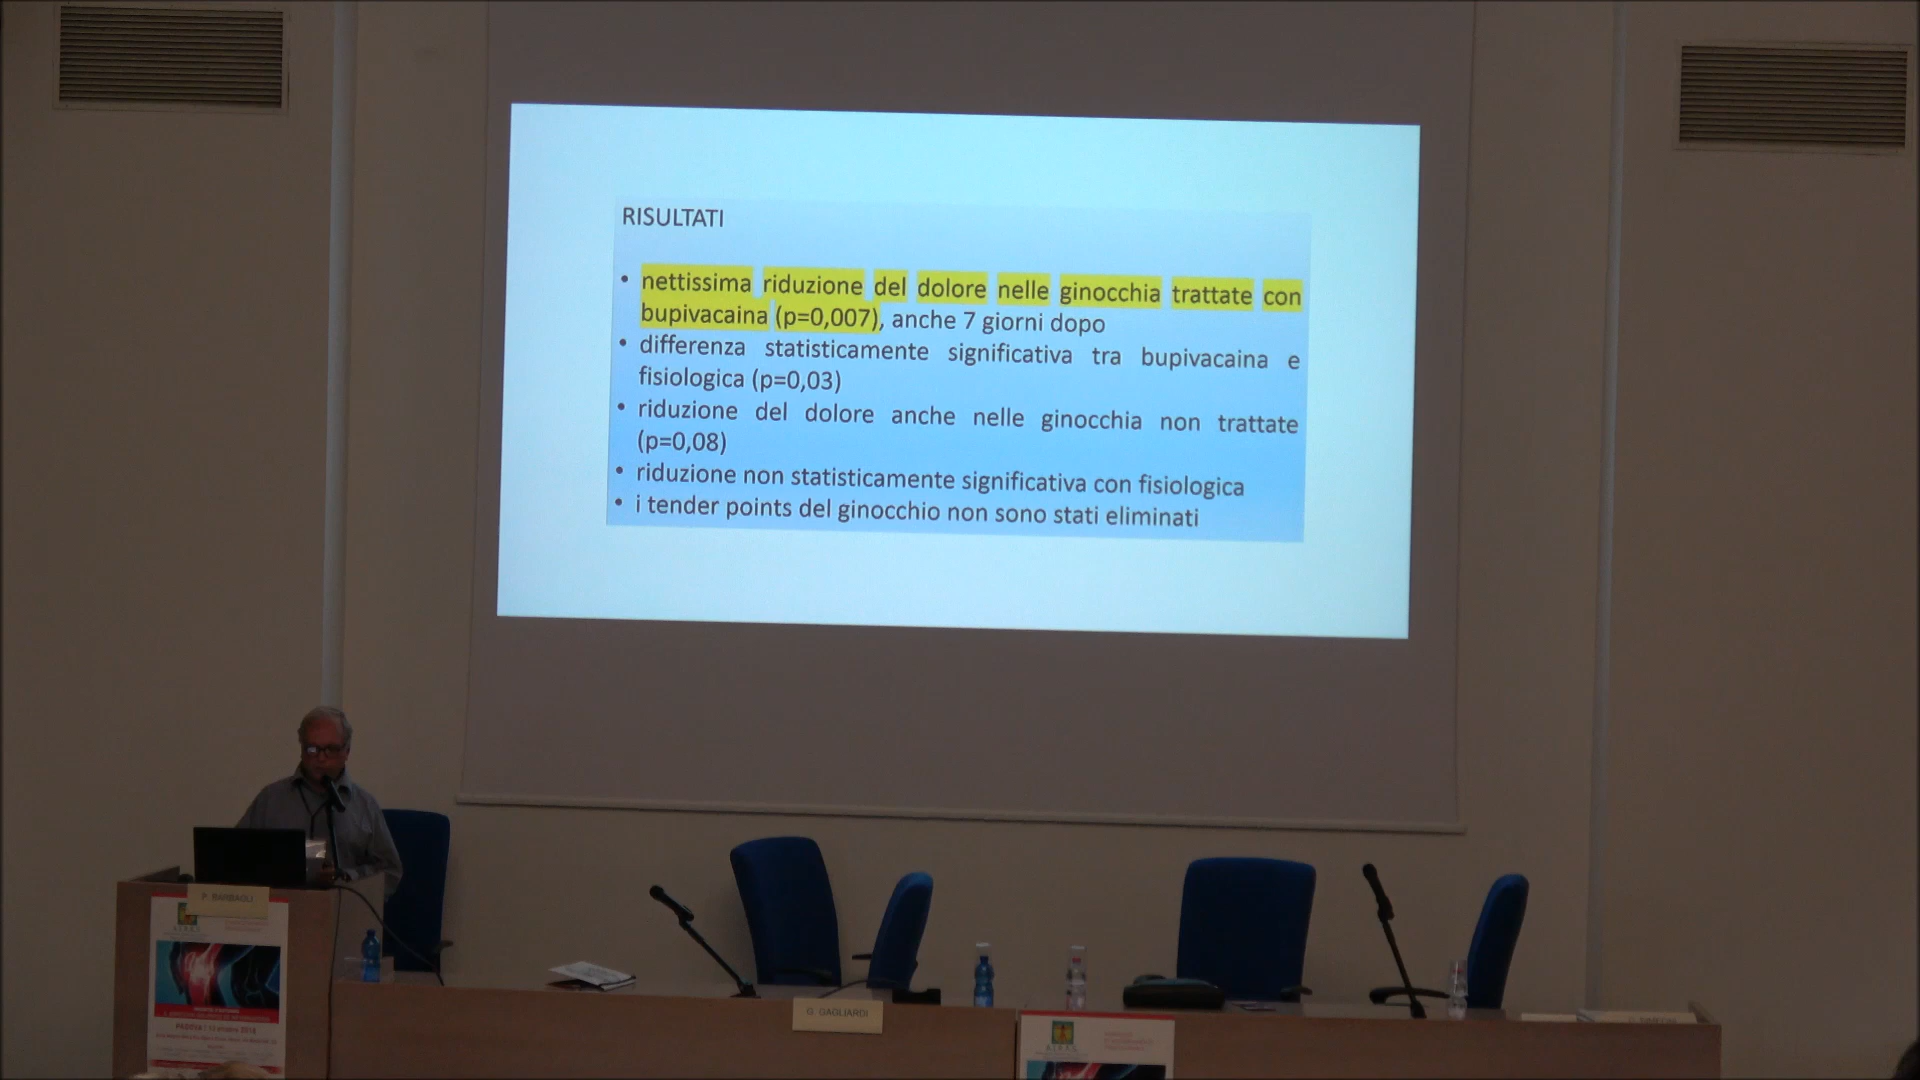 RISULTATI
• nettissima riduzione del dolore nelle ginocchia trattate con
bupivacaina (p=0,007), anche 7 giorni dopo
• differenza statisticamente significativa tra bupivacaina e
fisiologica (p=0,03)
• riduzione del dolore anche nelle ginocchia non trattate
(p=0,08)
• riduzione non statisticamente significativa con fisiologica
• i tender points del ginocchio non sono stati eliminati
P. BARBAGLI
G. GAGLIARDI